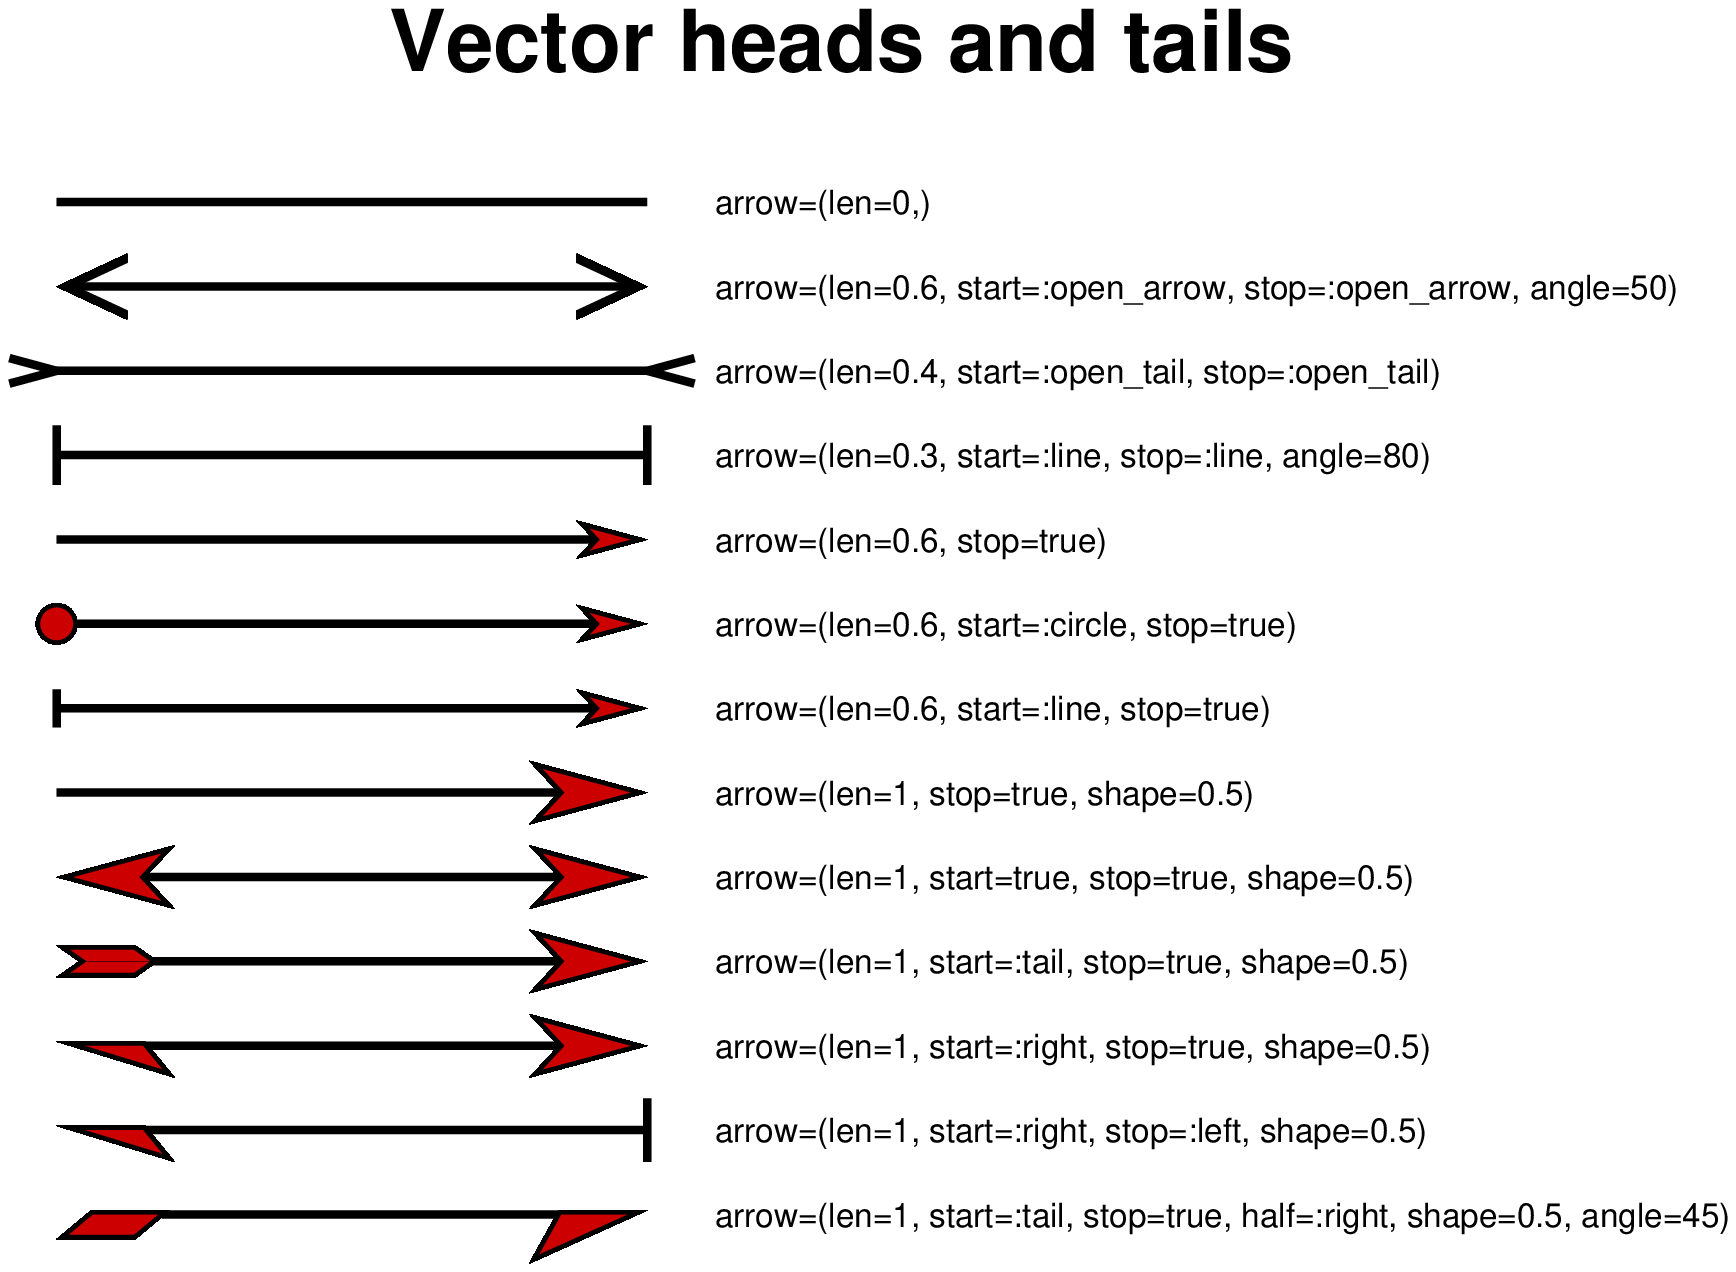 Vector heads and tails
arrow=(len=0,)
arrow=(len=0.6, start=:open_arrow, stop=:open_arrow, angle=50)
arrow=(len=0.4, start=:open_tail, stop=:open_tail)
arrow=(len=0.3, start=:line, stop=:line, angle=80)
arrow=(len=0.6, stop=true)
arrow=(len=0.6, start=:circle, stop=true)
arrow=(len=0.6, start=:line, stop=true)
arrow=(len=1, stop=true, shape=0.5)
arrow=(len=1, start=true, stop=true, shape=0.5)
arrow=(len=1, start=:tail, stop=true, shape=0.5)
arrow=(len=1, start=:right, stop=true, shape=0.5)
arrow=(len=1, start=:right, stop=:left, shape=0.5)
arrow=(len=1, start=:tail, stop=true, half=:right, shape=0.5, angle=45)